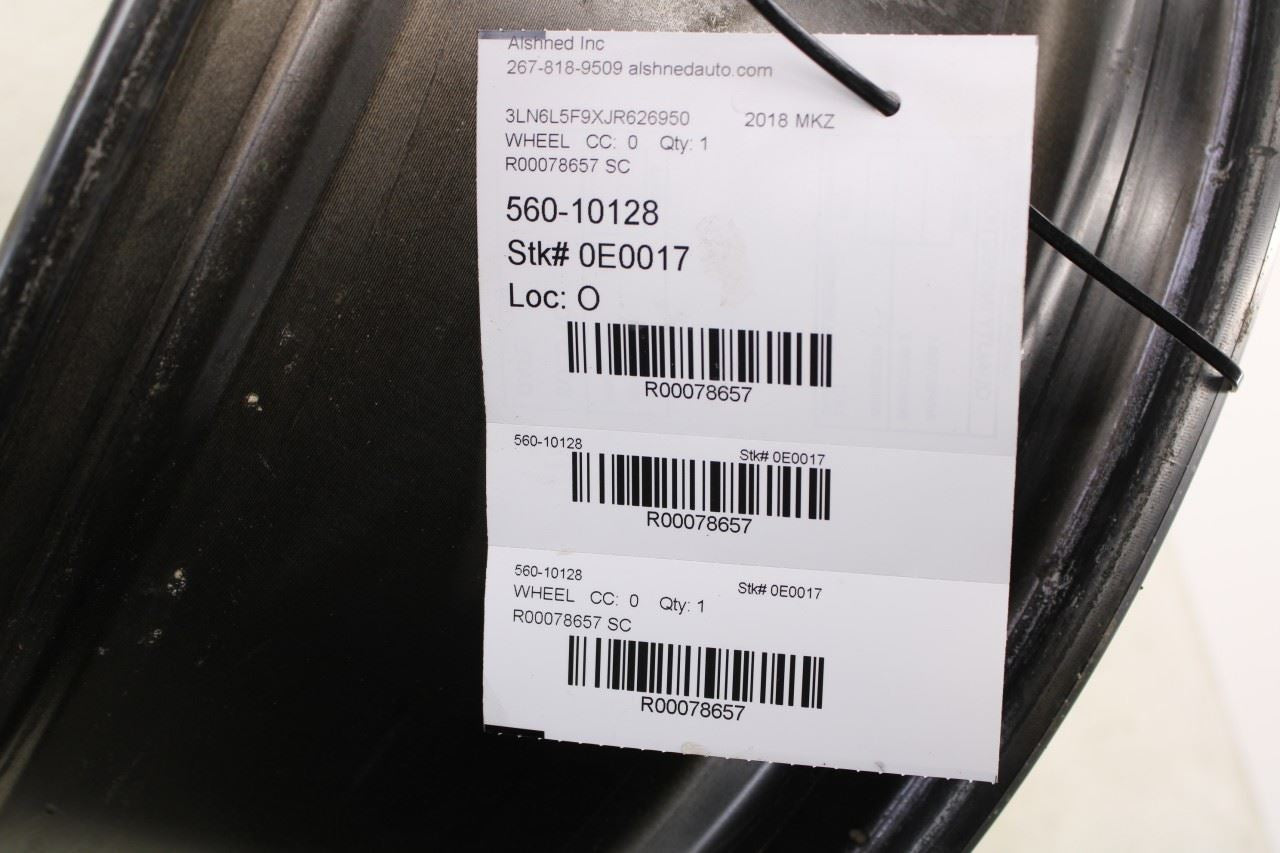 Alshned Inc
267-818-9509 alshnedauto.com
3LN6L5F9XJR626950 2018 MKZ
WHEEL CC: 0 Qty: 1
R00078657 SC
560-10128
Stk# 0E0017
Loc: O
R00078657
560-10128 Stk# 0E0017
R00078657
560-10128 Stk# 0E0017
WHEEL CC: 0 Qty: 1
R00078657 SC
R00078657